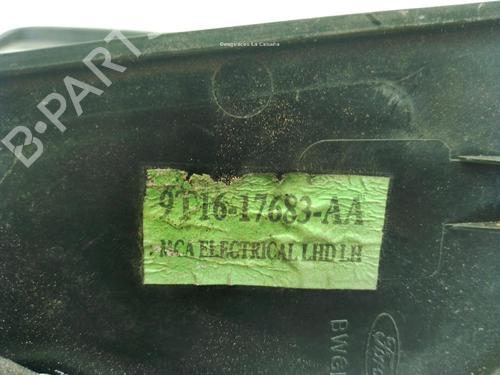 Desguaces La Cabaña
B-PARTS
9T16-17683-AA
: MCA ELECTRICAL LHD LH
Ford